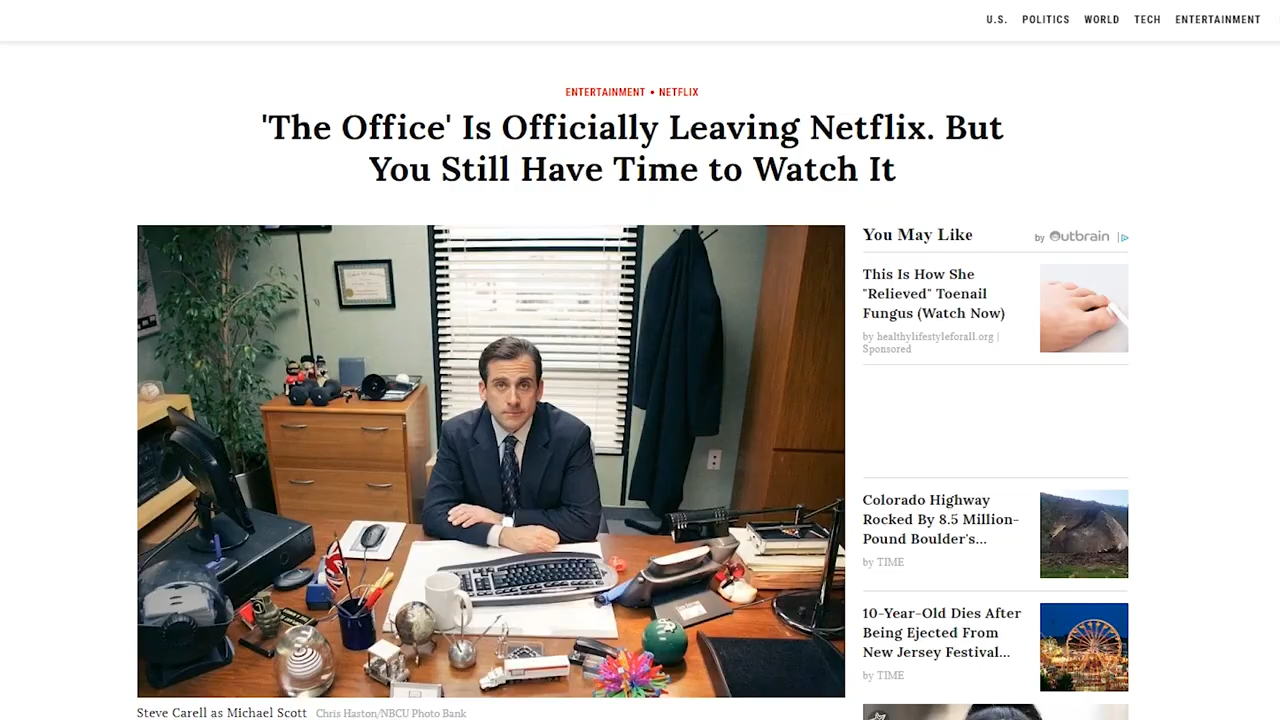 U.S. POLITICS WORLD TECH ENTERTAINMENT
ENTERTAINMENT • NETFLIX
'The Office' Is Officially Leaving Netflix. But
You Still Have Time to Watch It
You May Like
by Outbrain
This Is How She
"Relieved" Toenail
Fungus (Watch Now)
by healthylifestyleforall.org |
Sponsored
Colorado Highway
Rocked By 8.5 Million-
Pound Boulder's...
by TIME
10-Year-Old Dies After
Being Ejected From
New Jersey Festival...
by TIME
Steve Carell as Michael Scott Chris Haston/NBCU Photo Bank